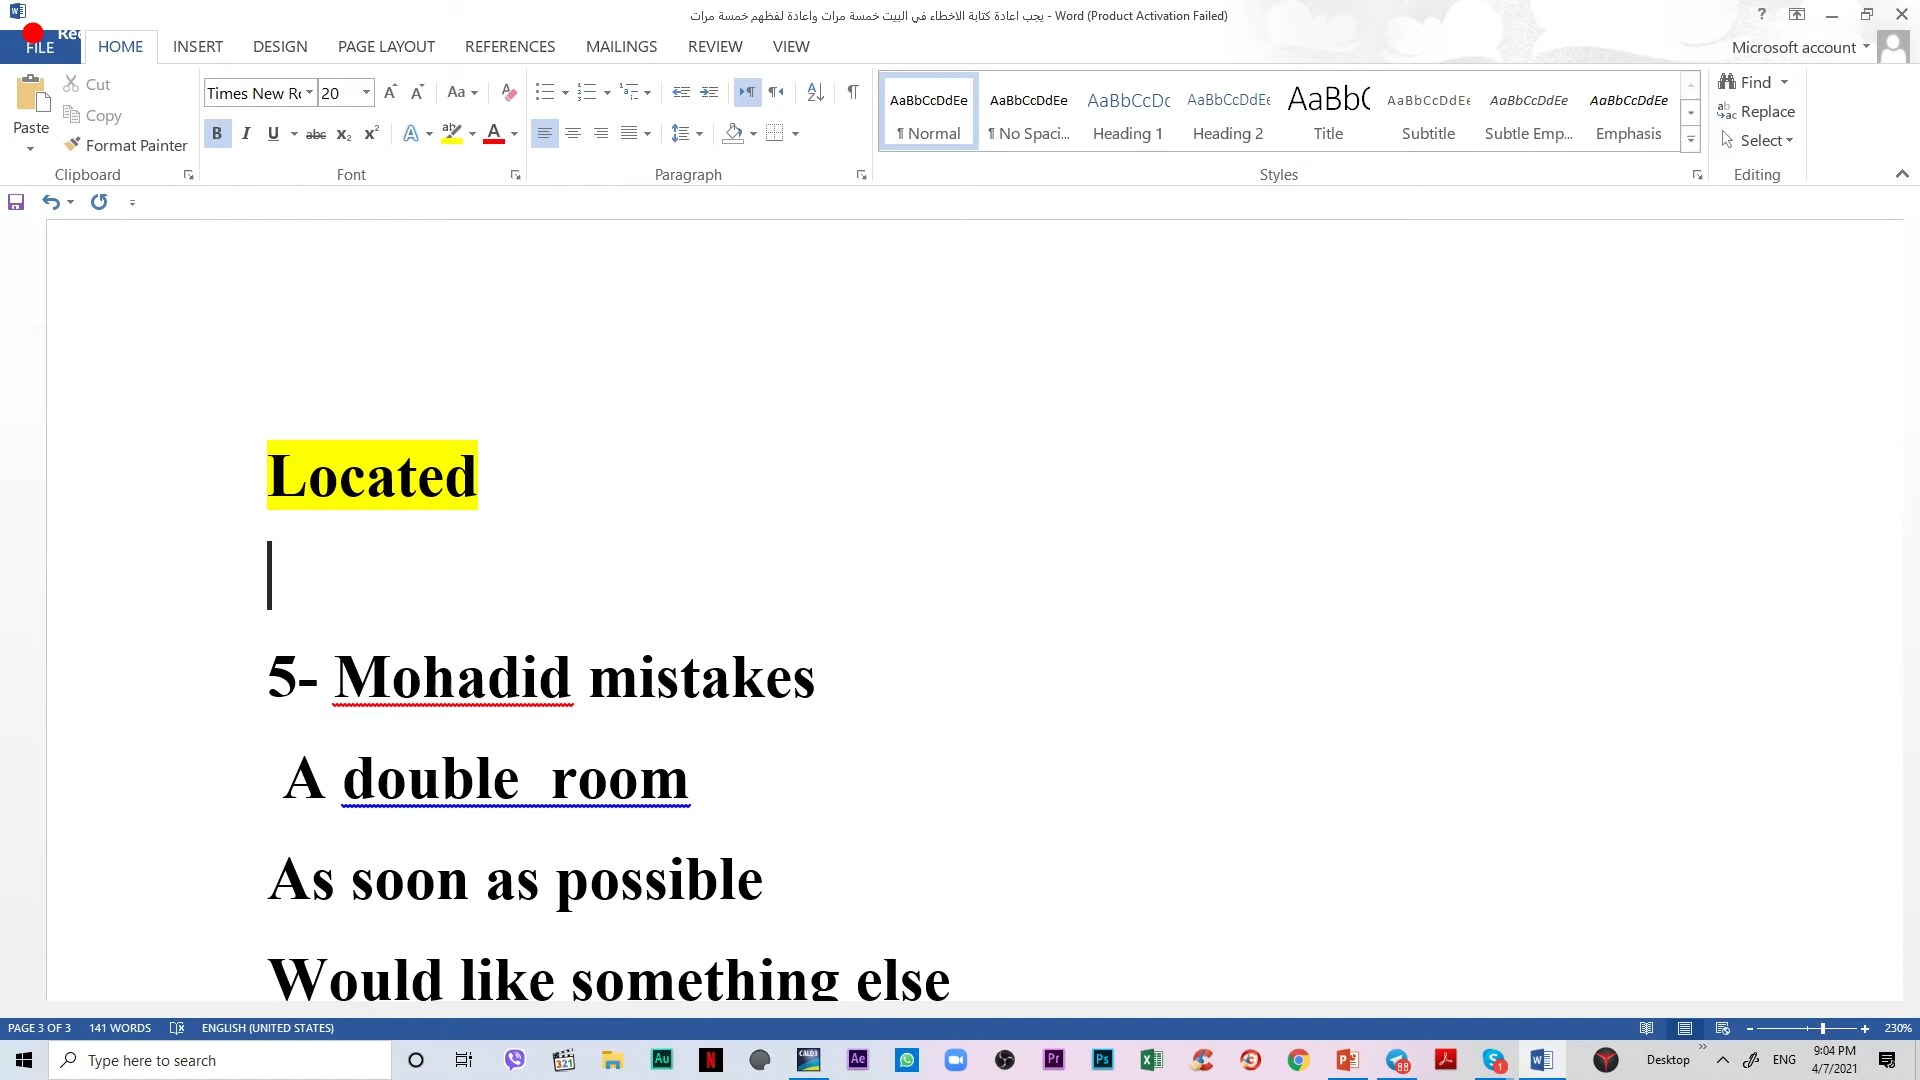 يجب اعادة كتابة الاخطاء في البيت خمسة مرات واعادة لفظهم خمسة مرات - Word (Product Activation Failed)
FILE HOME INSERT DESIGN PAGE LAYOUT REFERENCES MAILINGS REVIEW VIEW Microsoft account
Cut
Copy
Format Painter
Paste
Clipboard
Times New Ro 20
Font
Paragraph
AaBbCcDdEe AaBbCcDdEe AaBbCcDc AaBbCcDdEe AaBb( AaBbCcDdEe AaBbCcDdEe AaBbCcDdEe
¶ Normal ¶ No Spaci... Heading 1 Heading 2 Title Subtitle Subtle Emp... Emphasis
Styles
Find
Replace
Select
Editing
Located
5- Mohadid mistakes
A double room
As soon as possible
Would like something else
PAGE 3 OF 3 141 WORDS ENGLISH (UNITED STATES) 230%
Type here to search
Desktop ENG 9:04 PM
4/7/2021